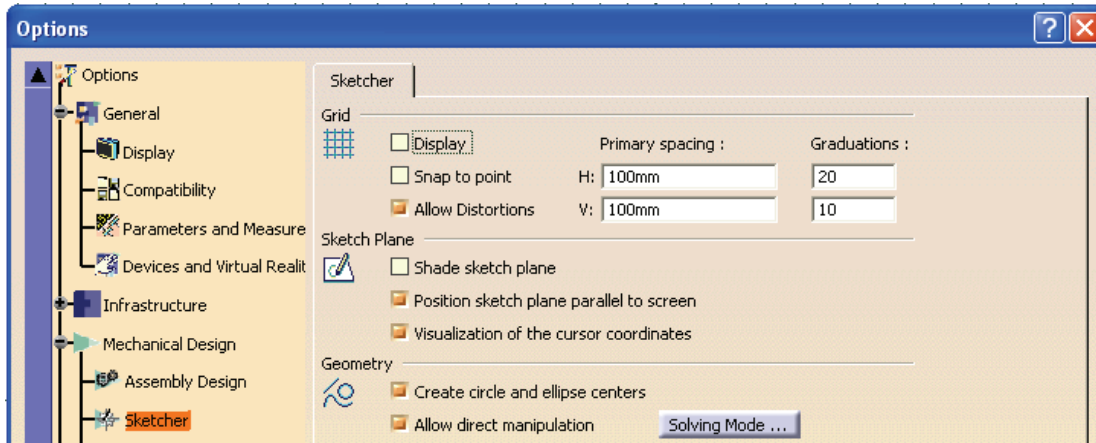 Options
Options
General
Display
Compatibility
Parameters and Measure
Devices and Virtual Realit
Infrastructure
Mechanical Design
Assembly Design
Sketcher
Sketcher
Grid
Display Primary spacing : Graduations :
Snap to point H: 100mm 20
Allow Distortions V: 100mm 10
Sketch Plane
Shade sketch plane
Position sketch plane parallel to screen
Visualization of the cursor coordinates
Geometry
Create circle and ellipse centers
Allow direct manipulation Solving Mode ...